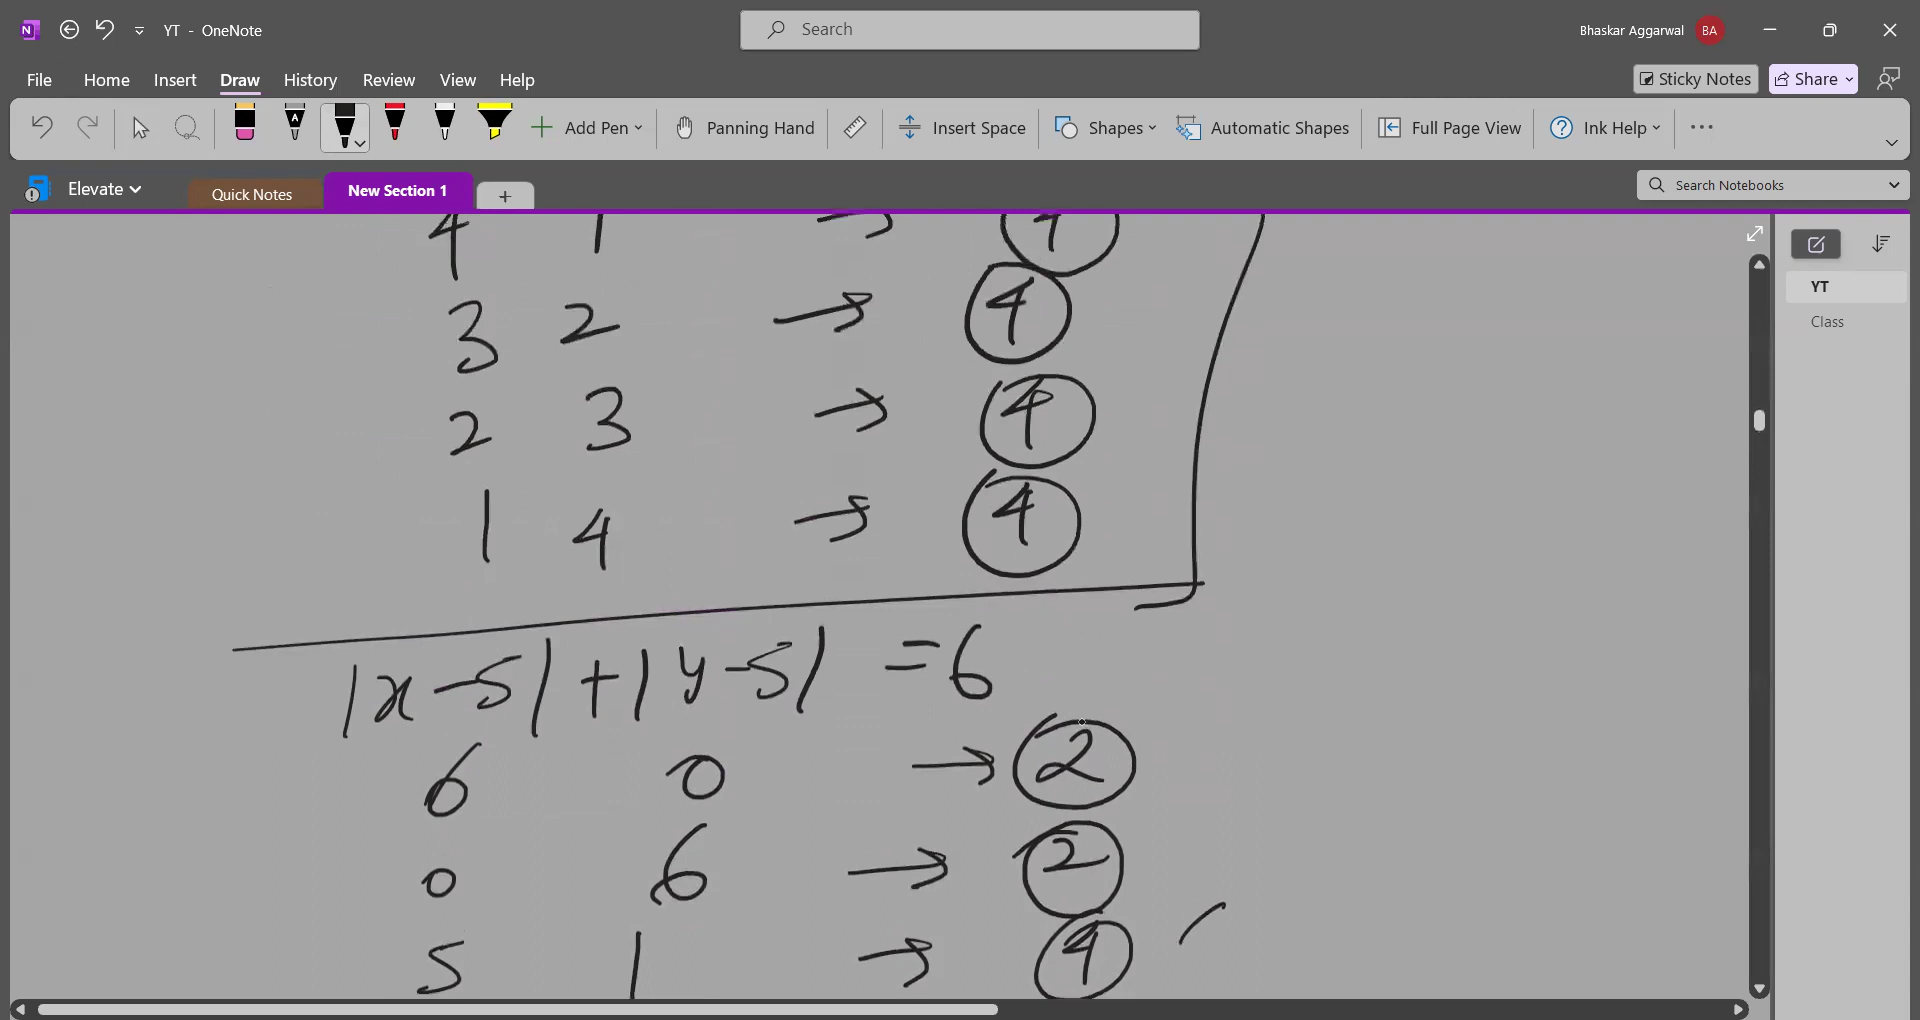 YT - OneNote
Search
Bhaskar Aggarwal BA
File Home Insert Draw History Review View Help
Sticky Notes Share
A Add Pen Panning Hand Insert Space Shapes Automatic Shapes Full Page View Ink Help
Elevate Quick Notes New Section 1 + Search Notebooks
YT
Class
4 1 → 4
3 2 → 4
2 3 → 4
1 4 → 4
|x-5| + |y-5| = 6
6 0 → 2
0 6 → 2
5 1 → 4